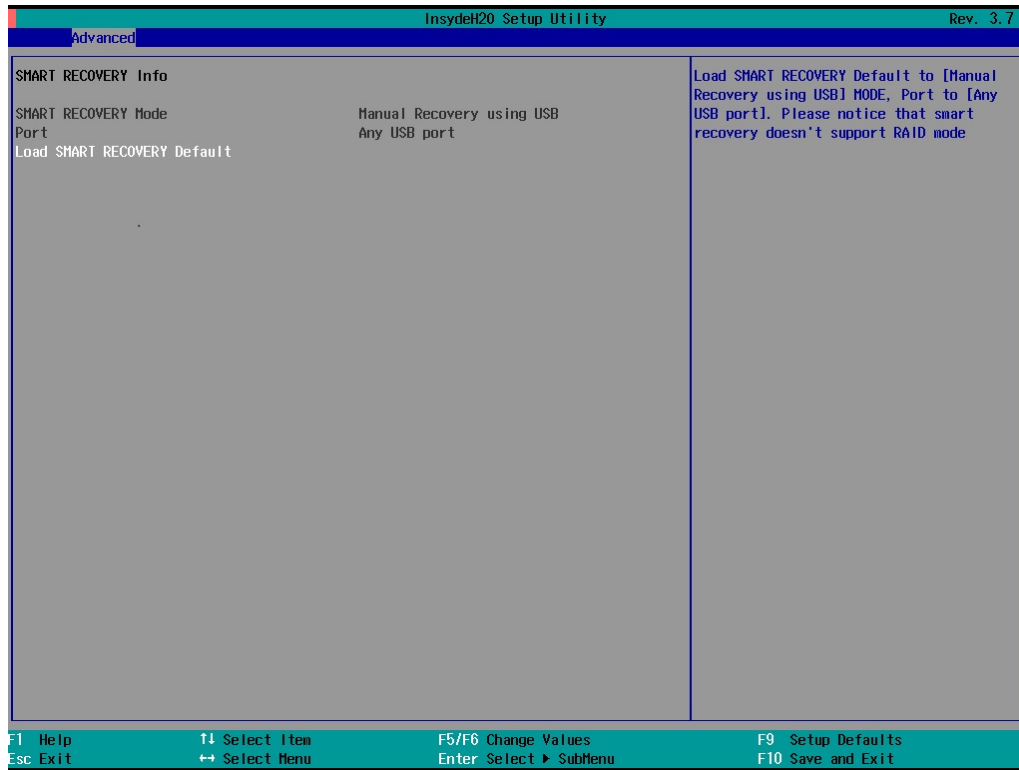 InsydeH2O Setup Utility Rev. 3.7
Advanced
SMART RECOVERY Info
SMART RECOVERY Mode Manual Recovery using USB
Port Any USB port
Load SMART RECOVERY Default
Load SMART RECOVERY Default to [Manual
Recovery using USB] MODE, Port to [Any
USB port]. Please notice that smart
recovery doesn't support RAID mode
F1 Help ↑↓ Select Item F5/F6 Change Values F9 Setup Defaults
Esc Exit ↔ Select Menu Enter Select ▶ SubMenu F10 Save and Exit